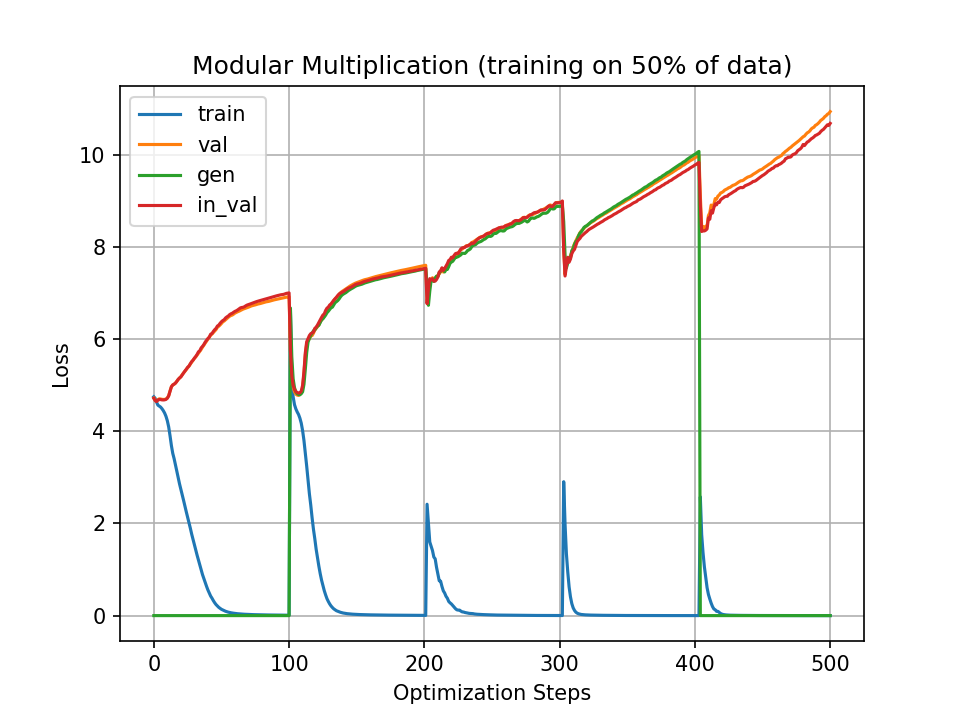 Modular Multiplication (training on 50% of data)
train
val
gen
in_val
10
8
6
4
2
0
Loss
0 100 200 300 400 500
Optimization Steps